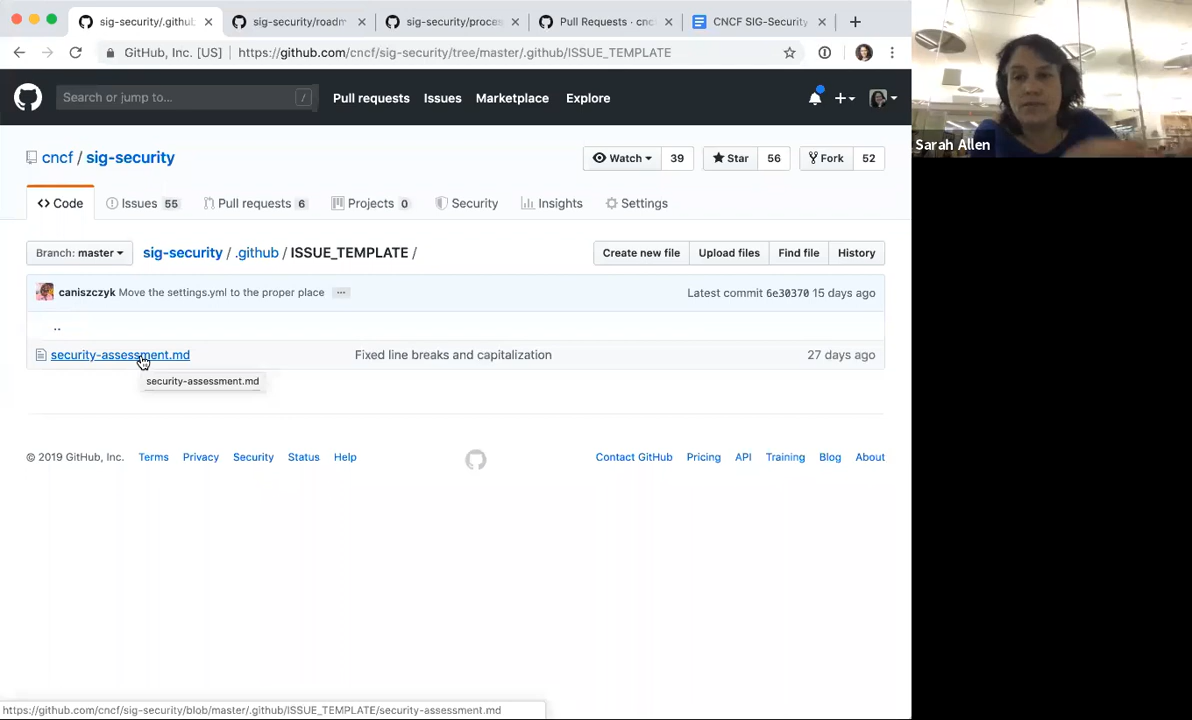 sig-security/.github
sig-security/roadm
sig-security/proces
Pull Requests · cnc
CNCF SIG-Security
GitHub, Inc. [US]
https://github.com/cncf/sig-security/tree/master/.github/ISSUE_TEMPLATE
Search or jump to...
/
Pull requests
Issues
Marketplace
Explore
Sarah Allen
cncf / sig-security
Watch
39
Star
56
Fork
52
<> Code
Issues 55
Pull requests 6
Projects 0
Security
Insights
Settings
Branch: master
sig-security / .github / ISSUE_TEMPLATE /
Create new file
Upload files
Find file
History
caniszczyk Move the settings.yml to the proper place ...
Latest commit 6e30370 15 days ago
..
security-assessment.md
Fixed line breaks and capitalization
27 days ago
security-assessment.md
© 2019 GitHub, Inc.
Terms
Privacy
Security
Status
Help
Contact GitHub
Pricing
API
Training
Blog
About
https://github.com/cncf/sig-security/blob/master/.github/ISSUE_TEMPLATE/security-assessment.md